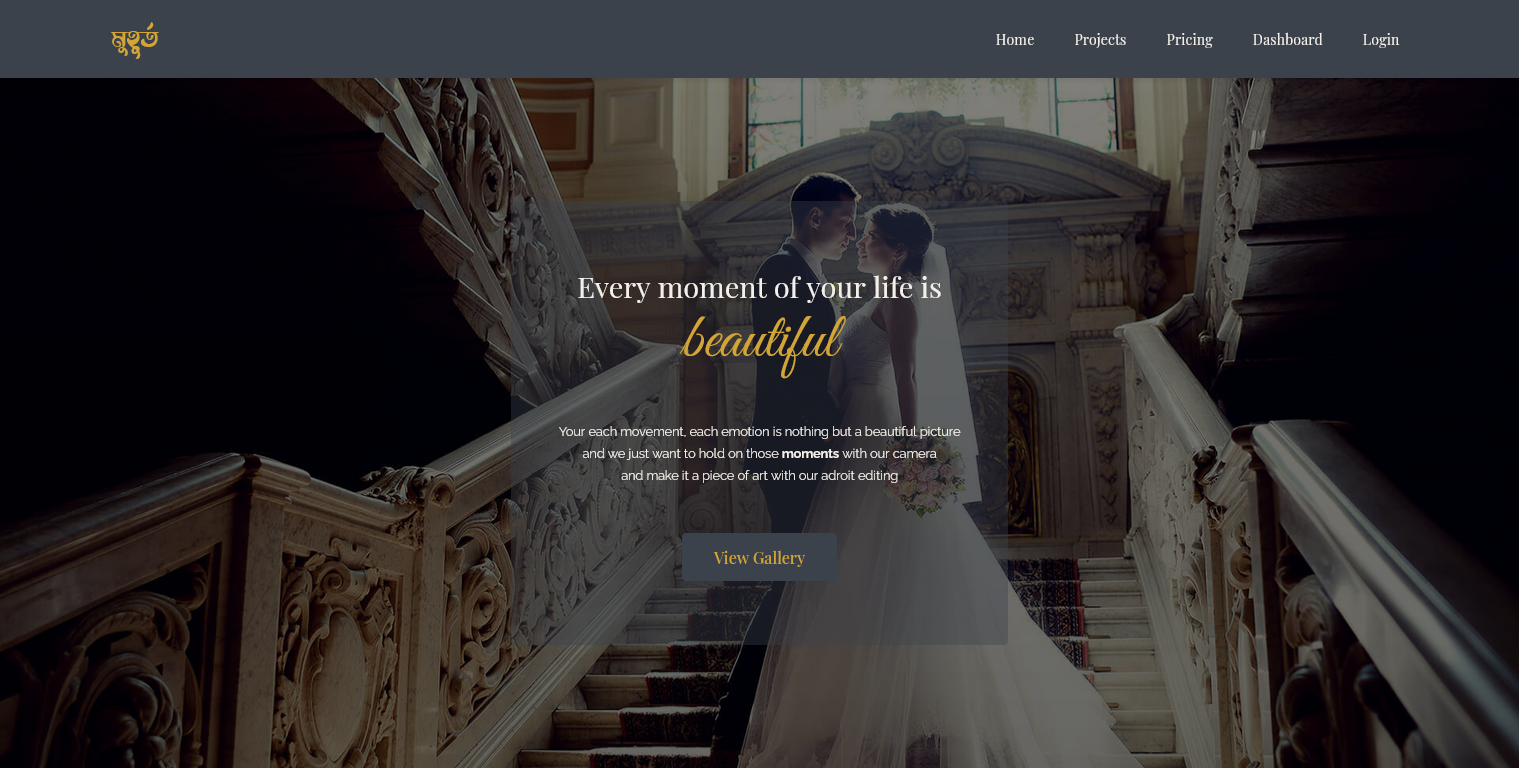 মুহূর্ত
Home Projects Pricing Dashboard Login
Every moment of your life is
beautiful
Your each movement, each emotion is nothing but a beautiful picture
and we just want to hold on those moments with our camera
and make it a piece of art with our adroit editing
View Gallery